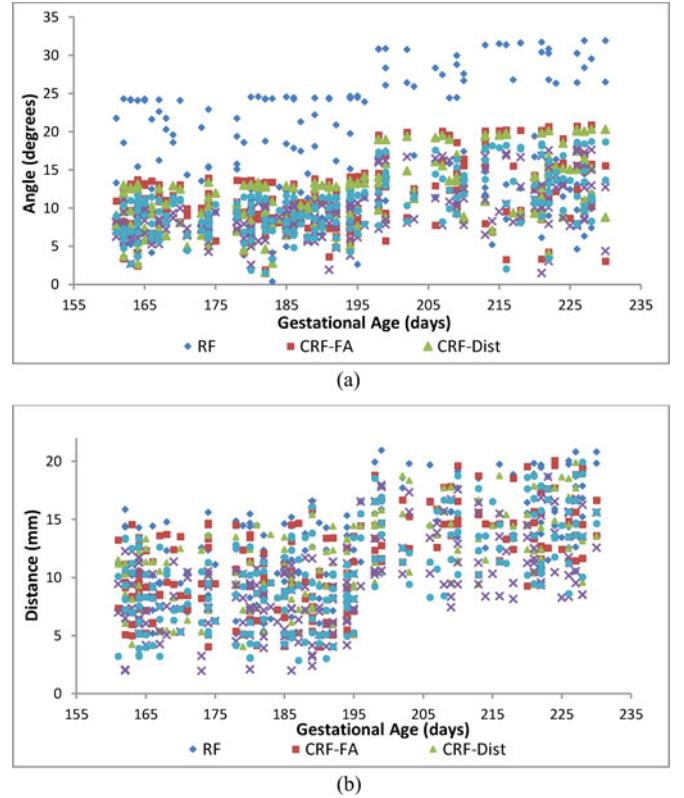 35
30
25
20
15
10
5
0
Angle (degrees)
155 165 175 185 195 205 215 225 235
Gestational Age (days)
RF CRF-FA CRF-Dist
(a)
20
15
10
5
0
Distance (mm)
155 165 175 185 195 205 215 225 235
Gestational Age (days)
RF CRF-FA CRF-Dist
(b)